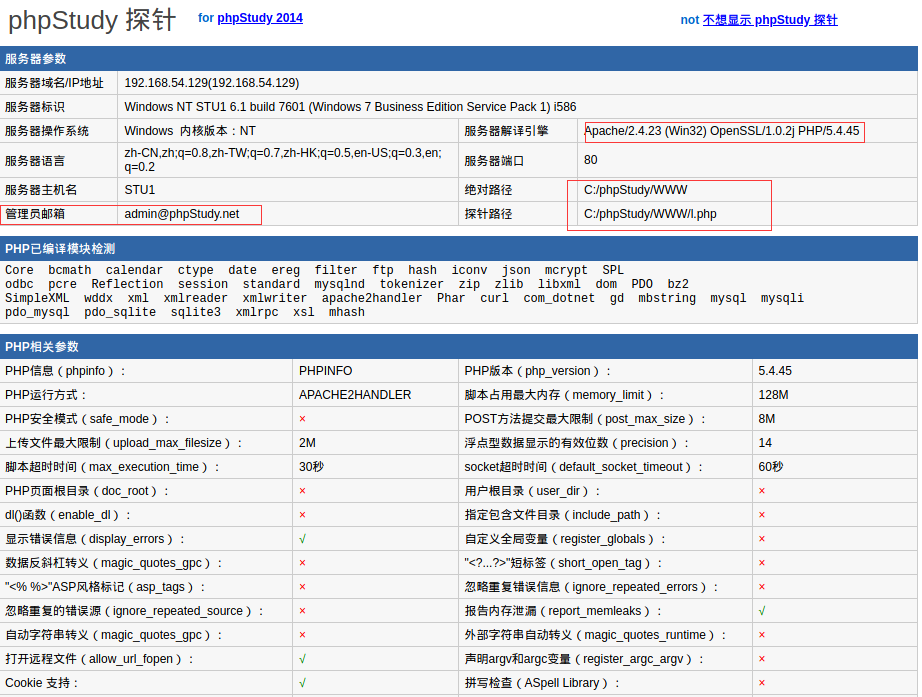 phpStudy 探针 for phpStudy 2014 not 不想显示 phpStudy 探针
服务器参数
服务器域名/IP地址 192.168.54.129(192.168.54.129)
服务器标识 Windows NT STU1 6.1 build 7601 (Windows 7 Business Edition Service Pack 1) i586
服务器操作系统 Windows 内核版本：NT 服务器解译引擎 Apache/2.4.23 (Win32) OpenSSL/1.0.2j PHP/5.4.45
服务器语言 zh-CN,zh;q=0.8,zh-TW;q=0.7,zh-HK;q=0.5,en-US;q=0.3,en; 服务器端口 80
q=0.2
服务器主机名 STU1 绝对路径 C:/phpStudy/WWW
管理员邮箱 admin@phpStudy.net 探针路径 C:/phpStudy/WWW/l.php
PHP已编译模块检测
Core bcmath calendar ctype date ereg filter ftp hash iconv json mcrypt SPL
odbc pcre Reflection session standard mysqlnd tokenizer zip zlib libxml dom PDO bz2
SimpleXML wddx xml xmlreader xmlwriter apache2handler Phar curl com_dotnet gd mbstring mysql mysqli
pdo_mysql pdo_sqlite sqlite3 xmlrpc xsl mhash
PHP相关参数
PHP信息（phpinfo）： PHPINFO PHP版本（php_version）： 5.4.45
PHP运行方式： APACHE2HANDLER 脚本占用最大内存（memory_limit）： 128M
PHP安全模式（safe_mode）： × POST方法提交最大限制（post_max_size）： 8M
上传文件最大限制（upload_max_filesize）： 2M 浮点型数据显示的有效位数（precision）： 14
脚本超时时间（max_execution_time）： 30秒 socket超时时间（default_socket_timeout）： 60秒
PHP页面根目录（doc_root）： × 用户根目录（user_dir）： ×
dl()函数（enable_dl）： × 指定包含文件目录（include_path）： ×
显示错误信息（display_errors）： √ 自定义全局变量（register_globals）： ×
数据反斜杠转义（magic_quotes_gpc）： × "<?...?>"短标签（short_open_tag）： ×
"<% %>"ASP风格标记（asp_tags）： × 忽略重复错误信息（ignore_repeated_errors）： ×
忽略重复的错误源（ignore_repeated_source）： × 报告内存泄漏（report_memleaks）： √
自动字符串转义（magic_quotes_gpc）： × 外部字符串自动转义（magic_quotes_runtime）： ×
打开远程文件（allow_url_fopen）： √ 声明argv和argc变量（register_argc_argv）： ×
Cookie 支持： √ 拼写检查（ASpell Library）： ×